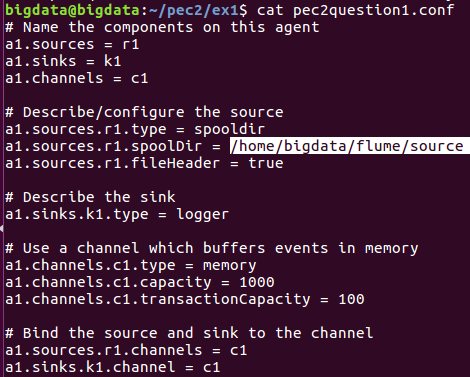 bigdata@bigdata:~/pec2/ex1$ cat pec2question1.conf
# Name the components on this agent
a1.sources = r1
a1.sinks = k1
a1.channels = c1
# Describe/configure the source
a1.sources.r1.type = spooldir
a1.sources.r1.spoolDir = /home/bigdata/flume/source
a1.sources.r1.fileHeader = true
# Describe the sink
a1.sinks.k1.type = logger
# Use a channel which buffers events in memory
a1.channels.c1.type = memory
a1.channels.c1.capacity = 1000
a1.channels.c1.transactionCapacity = 100
# Bind the source and sink to the channel
a1.sources.r1.channels = c1
a1.sinks.k1.channel = c1